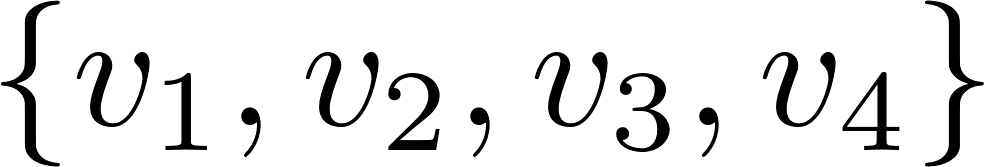 {v₁, v₂, v₃, v₄}